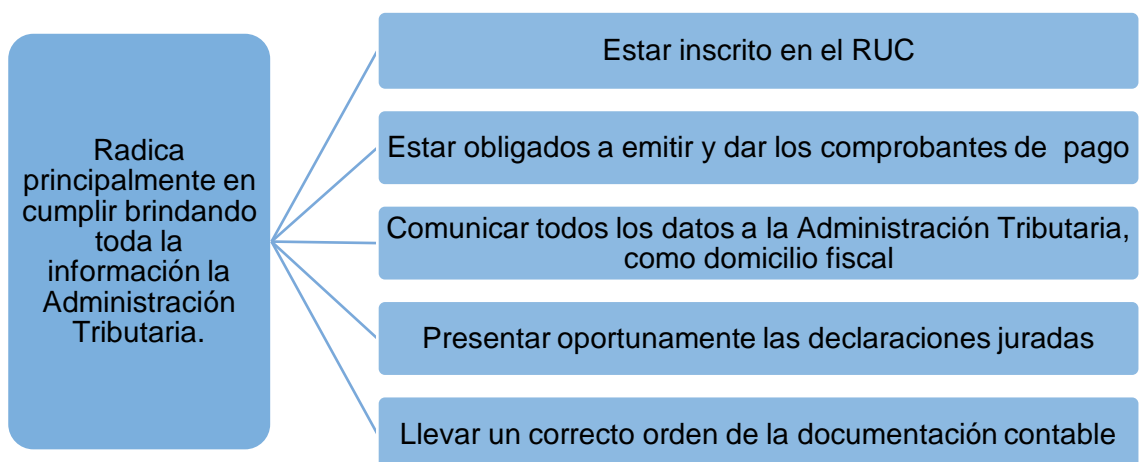 Radica
principalmente en
cumplir brindando
toda la
información la
Administración
Tributaria.
Estar inscrito en el RUC
Estar obligados a emitir y dar los comprobantes de  pago
Comunicar todos los datos a la Administración Tributaria,
como domicilio fiscal
Presentar oportunamente las declaraciones juradas
Llevar un correcto orden de la documentación contable